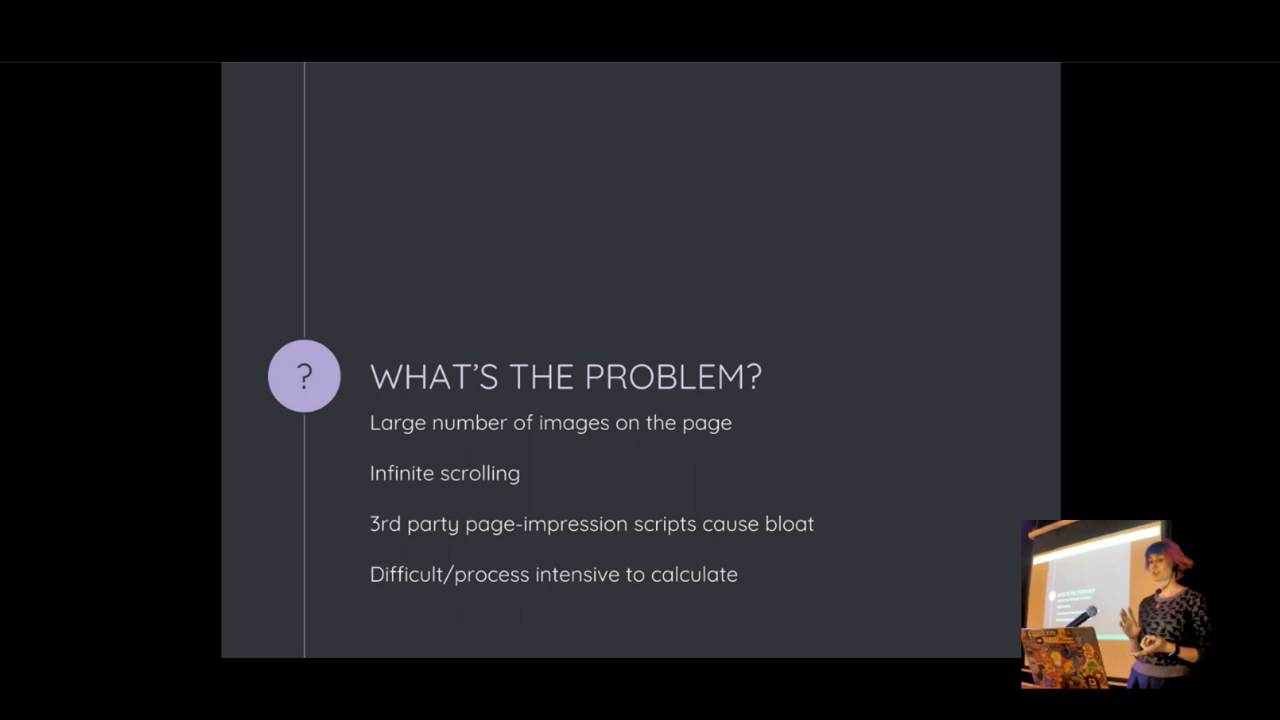 ?
WHAT'S THE PROBLEM?
Large number of images on the page
Infinite scrolling
3rd party page-impression scripts cause bloat
Difficult/process intensive to calculate